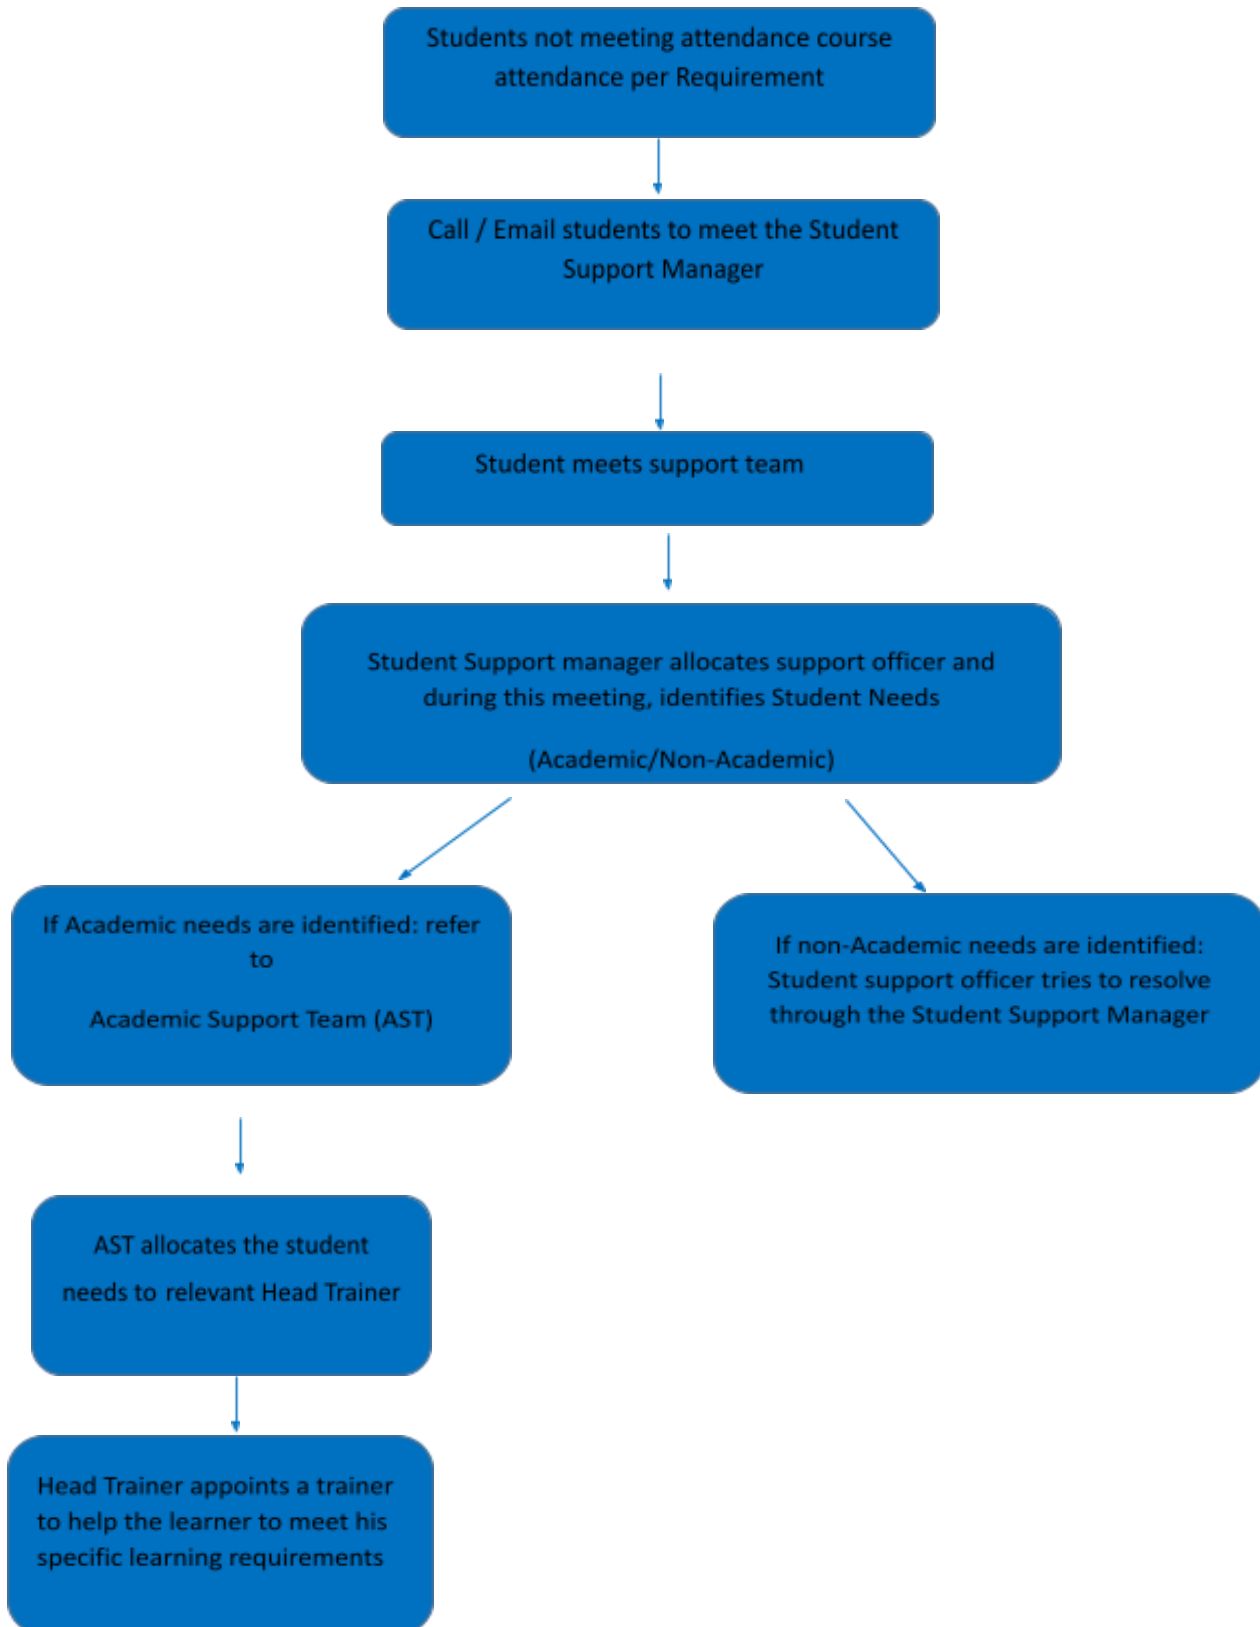 Students not meeting attendance course
attendance per Requirement
Call / Email students to meet the Student
Support Manager
Student meets support team
Student Support manager allocates support officer and
during this meeting, identifies Student Needs
(Academic/Non-Academic)
If Academic needs are identified: refer
to
Academic Support Team (AST)
If non-Academic needs are identified:
Student support officer tries to resolve
through the Student Support Manager
AST allocates the student
needs to relevant Head Trainer
Head Trainer appoints a trainer
to help the learner to meet his
specific learning requirements